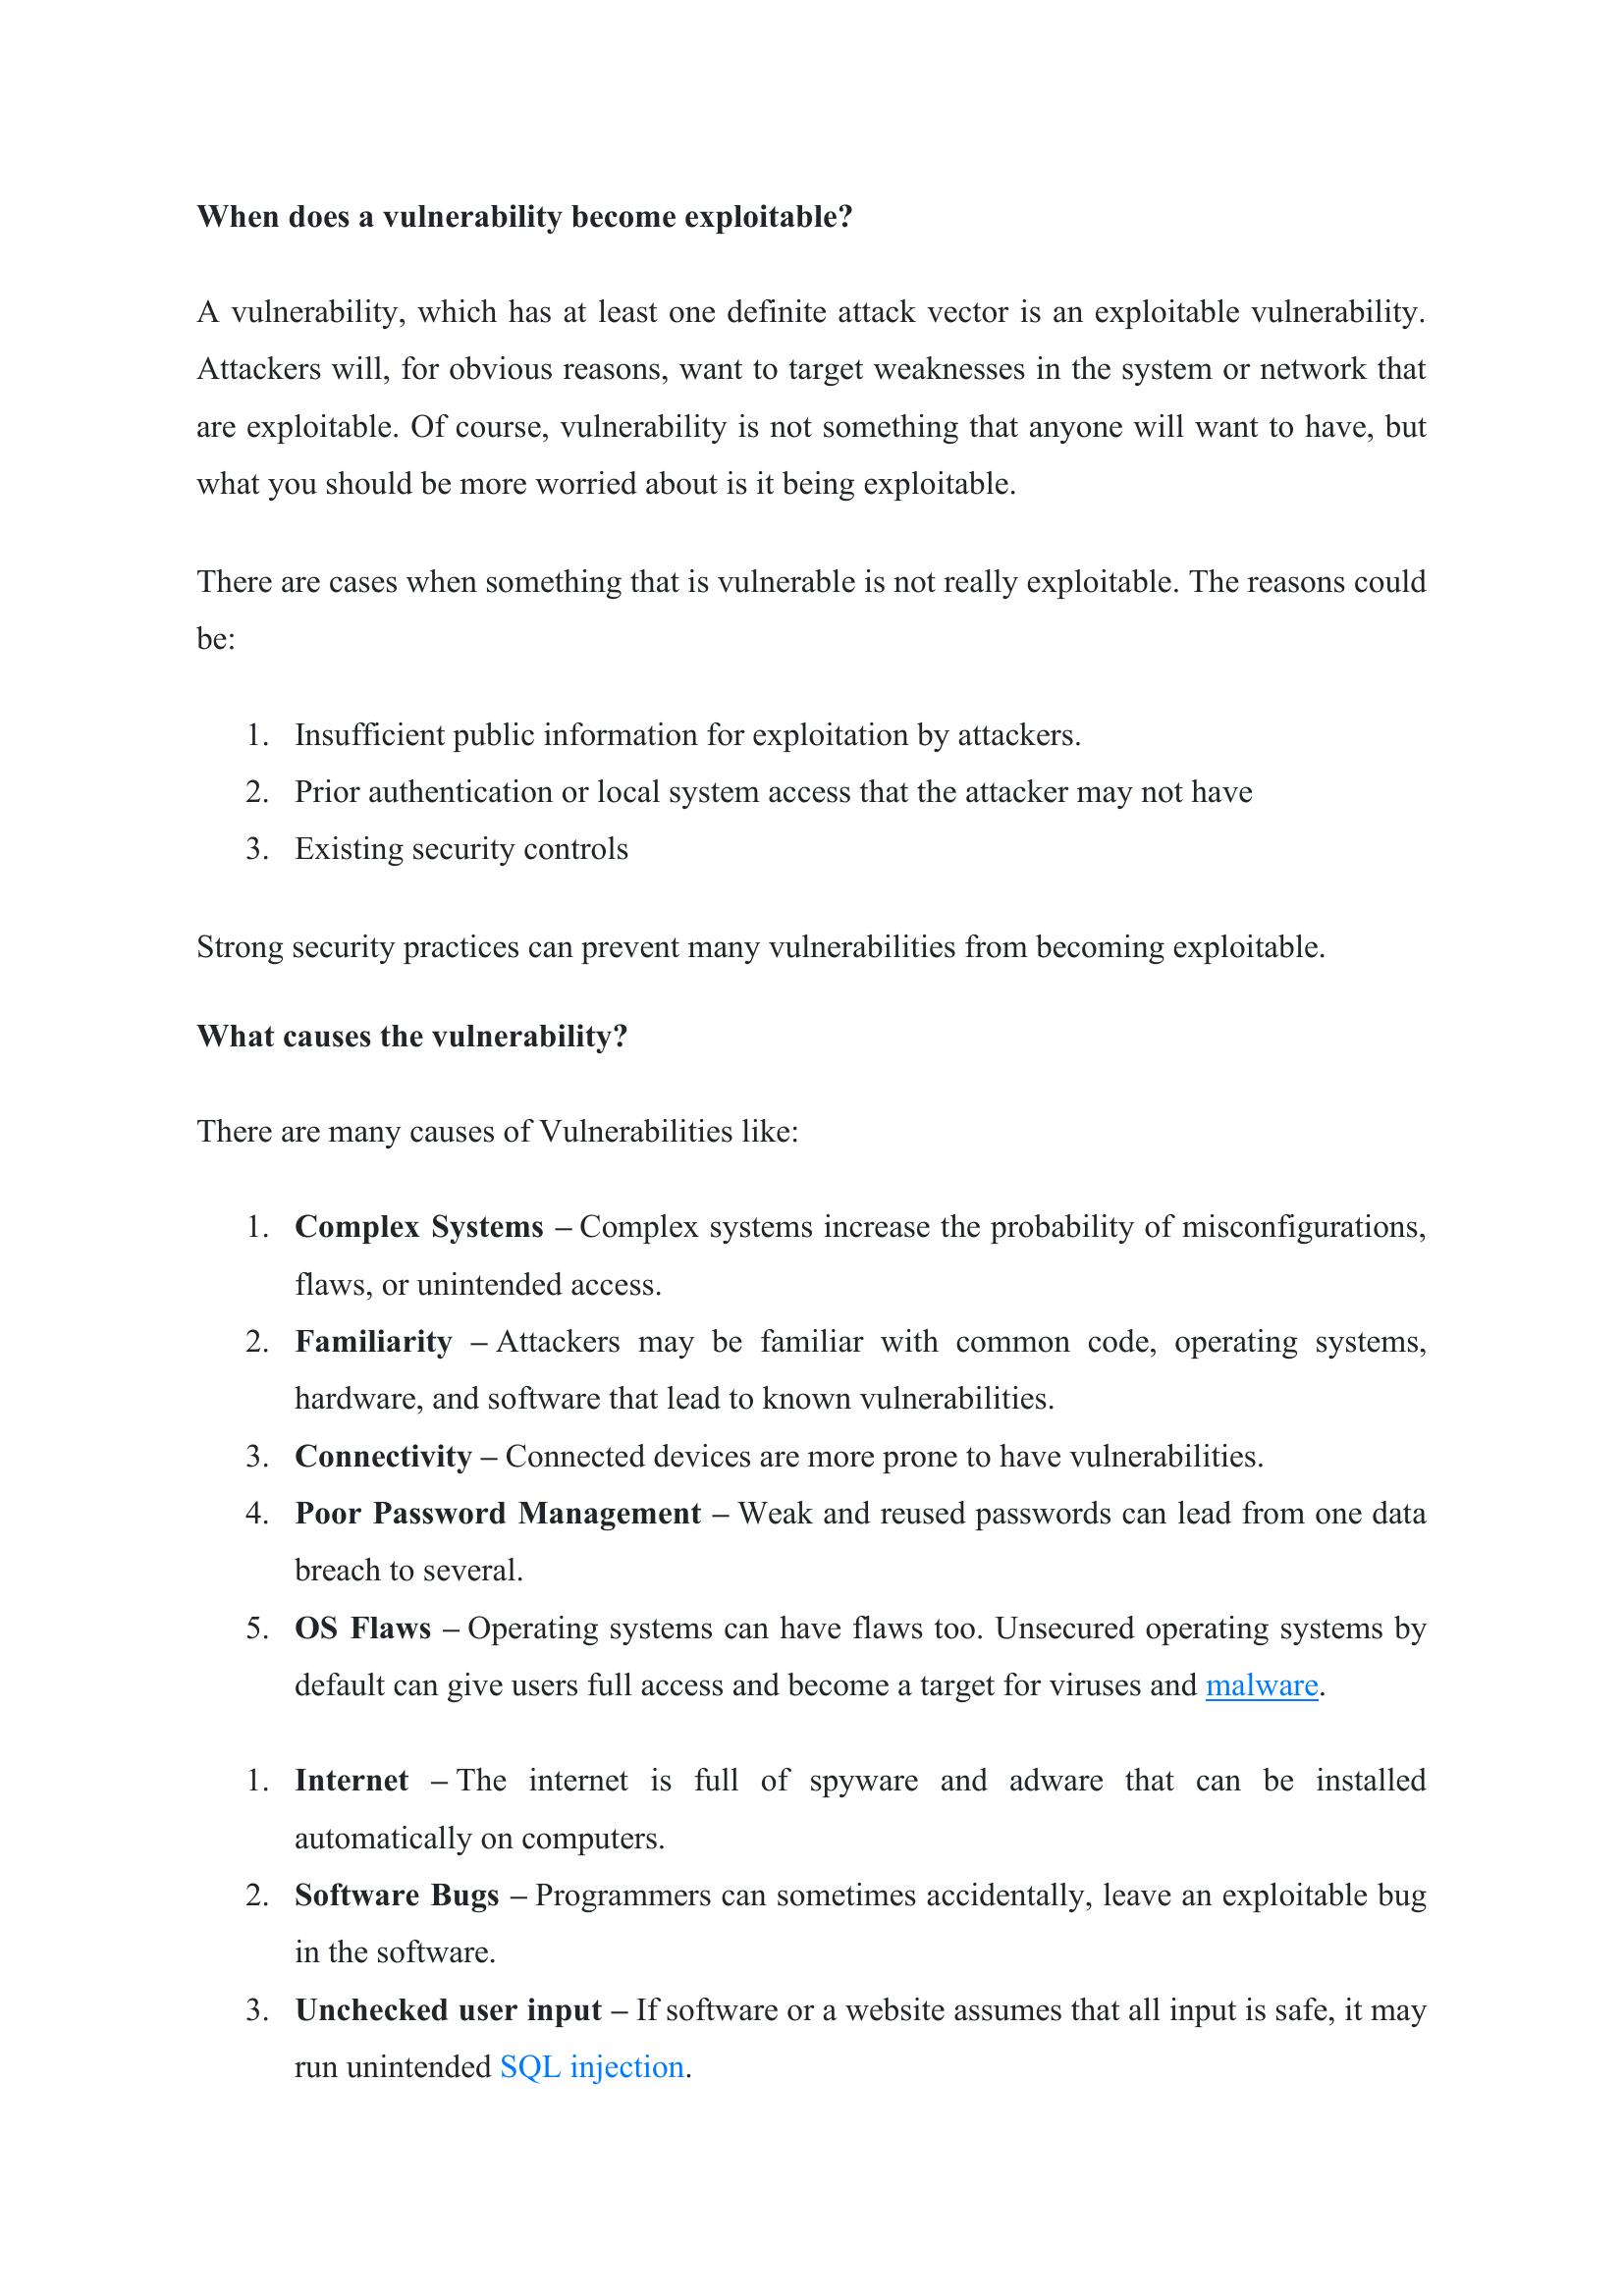 When does a vulnerability become exploitable?
A vulnerability, which has at least one definite attack vector is an exploitable vulnerability.
Attackers will, for obvious reasons, want to target weaknesses in the system or network that
are exploitable. Of course, vulnerability is not something that anyone will want to have, but
what you should be more worried about is it being exploitable.
There are cases when something that is vulnerable is not really exploitable. The reasons could
be:
1. Insufficient public information for exploitation by attackers.
2. Prior authentication or local system access that the attacker may not have
3. Existing security controls
Strong security practices can prevent many vulnerabilities from becoming exploitable.
What causes the vulnerability?
There are many causes of Vulnerabilities like:
1. Complex Systems – Complex systems increase the probability of misconfigurations,
flaws, or unintended access.
2. Familiarity – Attackers may be familiar with common code, operating systems,
hardware, and software that lead to known vulnerabilities.
3. Connectivity – Connected devices are more prone to have vulnerabilities.
4. Poor Password Management – Weak and reused passwords can lead from one data
breach to several.
5. OS Flaws – Operating systems can have flaws too. Unsecured operating systems by
default can give users full access and become a target for viruses and malware.
1. Internet – The internet is full of spyware and adware that can be installed
automatically on computers.
2. Software Bugs – Programmers can sometimes accidentally, leave an exploitable bug
in the software.
3. Unchecked user input – If software or a website assumes that all input is safe, it may
run unintended SQL injection.